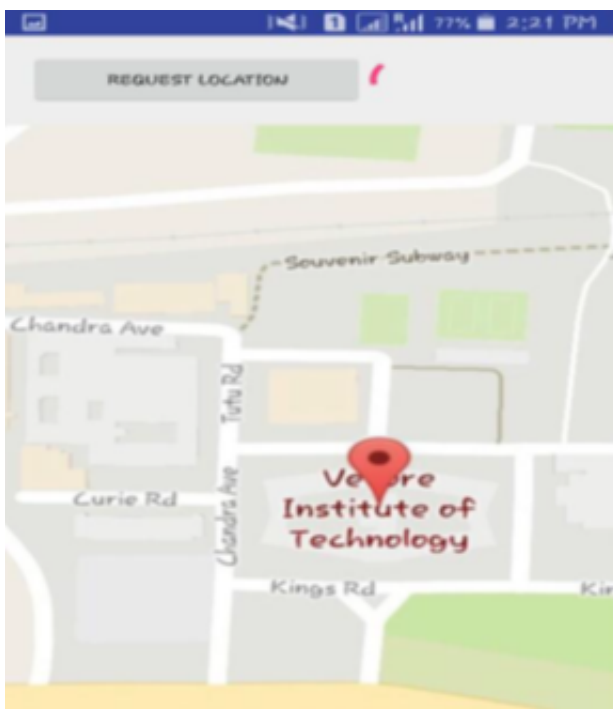 1 77% 2:21 PM
REQUEST LOCATION
Souvenir Subway
Chandra Ave
Tutu Rd
Curie Rd
Chandra Ave
Institute of
Technology
Kings Rd